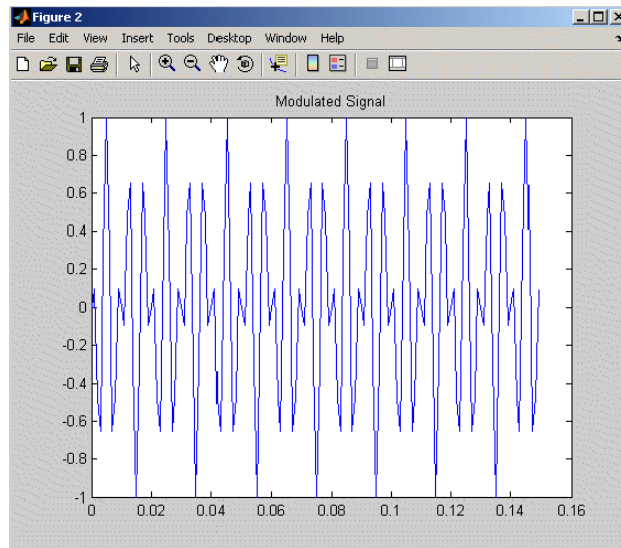 Figure 2
File Edit View Insert Tools Desktop Window Help
Modulated Signal
1
0.8
0.6
0.4
0.2
0
-0.2
-0.4
-0.6
-0.8
-1
0 0.02 0.04 0.06 0.08 0.1 0.12 0.14 0.16